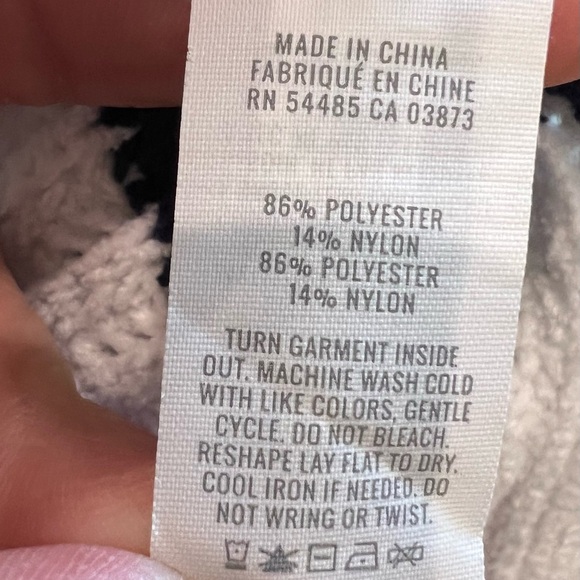 MADE IN CHINA
FABRIQUÉ EN CHINE
RN 54485 CA 03873
86% POLYESTER
14% NYLON
86% POLYESTER
14% NYLON
TURN GARMENT INSIDE
OUT. MACHINE WASH COLD
WITH LIKE COLORS, GENTLE
CYCLE. DO NOT BLEACH.
RESHAPE LAY FLAT TO DRY.
COOL IRON IF NEEDED. DO
NOT WRING OR TWIST.